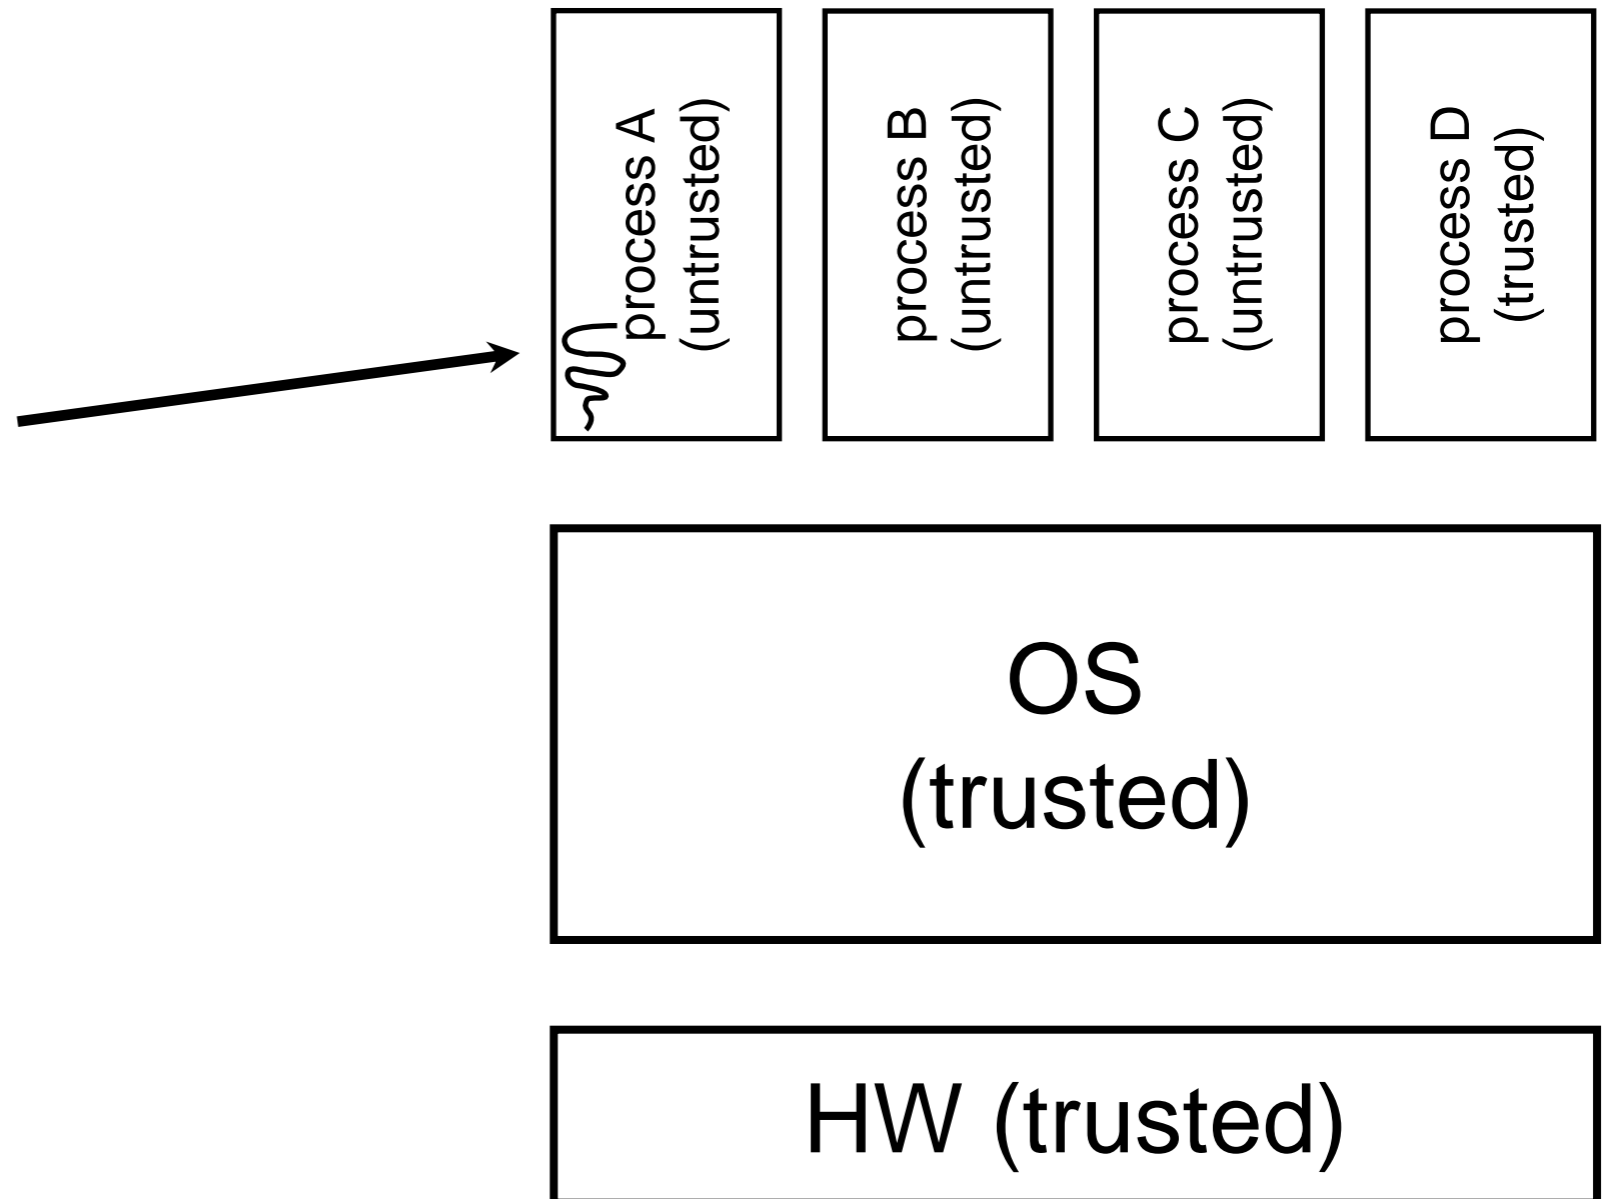 process A
(untrusted)
process B
(untrusted)
process C
(untrusted)
process D
(trusted)
OS
(trusted)
HW (trusted)